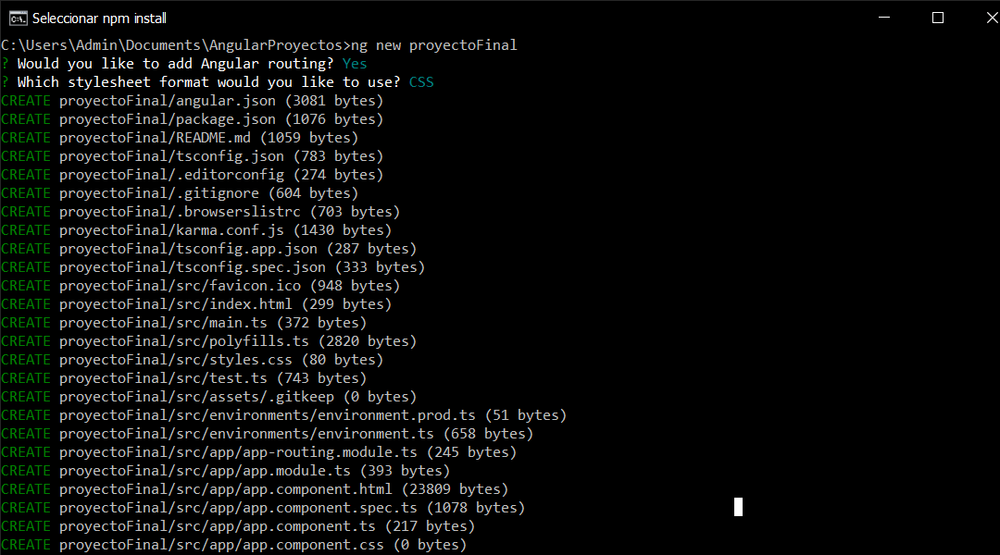 Seleccionar npm install
C:\Users\Admin\Documents\AngularProyectos>ng new proyectoFinal
? Would you like to add Angular routing? Yes
? Which stylesheet format would you like to use? CSS
CREATE proyectoFinal/angular.json (3081 bytes)
CREATE proyectoFinal/package.json (1076 bytes)
CREATE proyectoFinal/README.md (1059 bytes)
CREATE proyectoFinal/tsconfig.json (783 bytes)
CREATE proyectoFinal/.editorconfig (274 bytes)
CREATE proyectoFinal/.gitignore (604 bytes)
CREATE proyectoFinal/.browserslistrc (703 bytes)
CREATE proyectoFinal/karma.conf.js (1430 bytes)
CREATE proyectoFinal/tsconfig.app.json (287 bytes)
CREATE proyectoFinal/tsconfig.spec.json (333 bytes)
CREATE proyectoFinal/src/favicon.ico (948 bytes)
CREATE proyectoFinal/src/index.html (299 bytes)
CREATE proyectoFinal/src/main.ts (372 bytes)
CREATE proyectoFinal/src/polyfills.ts (2820 bytes)
CREATE proyectoFinal/src/styles.css (80 bytes)
CREATE proyectoFinal/src/test.ts (743 bytes)
CREATE proyectoFinal/src/assets/.gitkeep (0 bytes)
CREATE proyectoFinal/src/environments/environment.prod.ts (51 bytes)
CREATE proyectoFinal/src/environments/environment.ts (658 bytes)
CREATE proyectoFinal/src/app/app-routing.module.ts (245 bytes)
CREATE proyectoFinal/src/app/app.module.ts (393 bytes)
CREATE proyectoFinal/src/app/app.component.html (23809 bytes)
CREATE proyectoFinal/src/app/app.component.spec.ts (1078 bytes)
CREATE proyectoFinal/src/app/app.component.ts (217 bytes)
CREATE proyectoFinal/src/app/app.component.css (0 bytes)